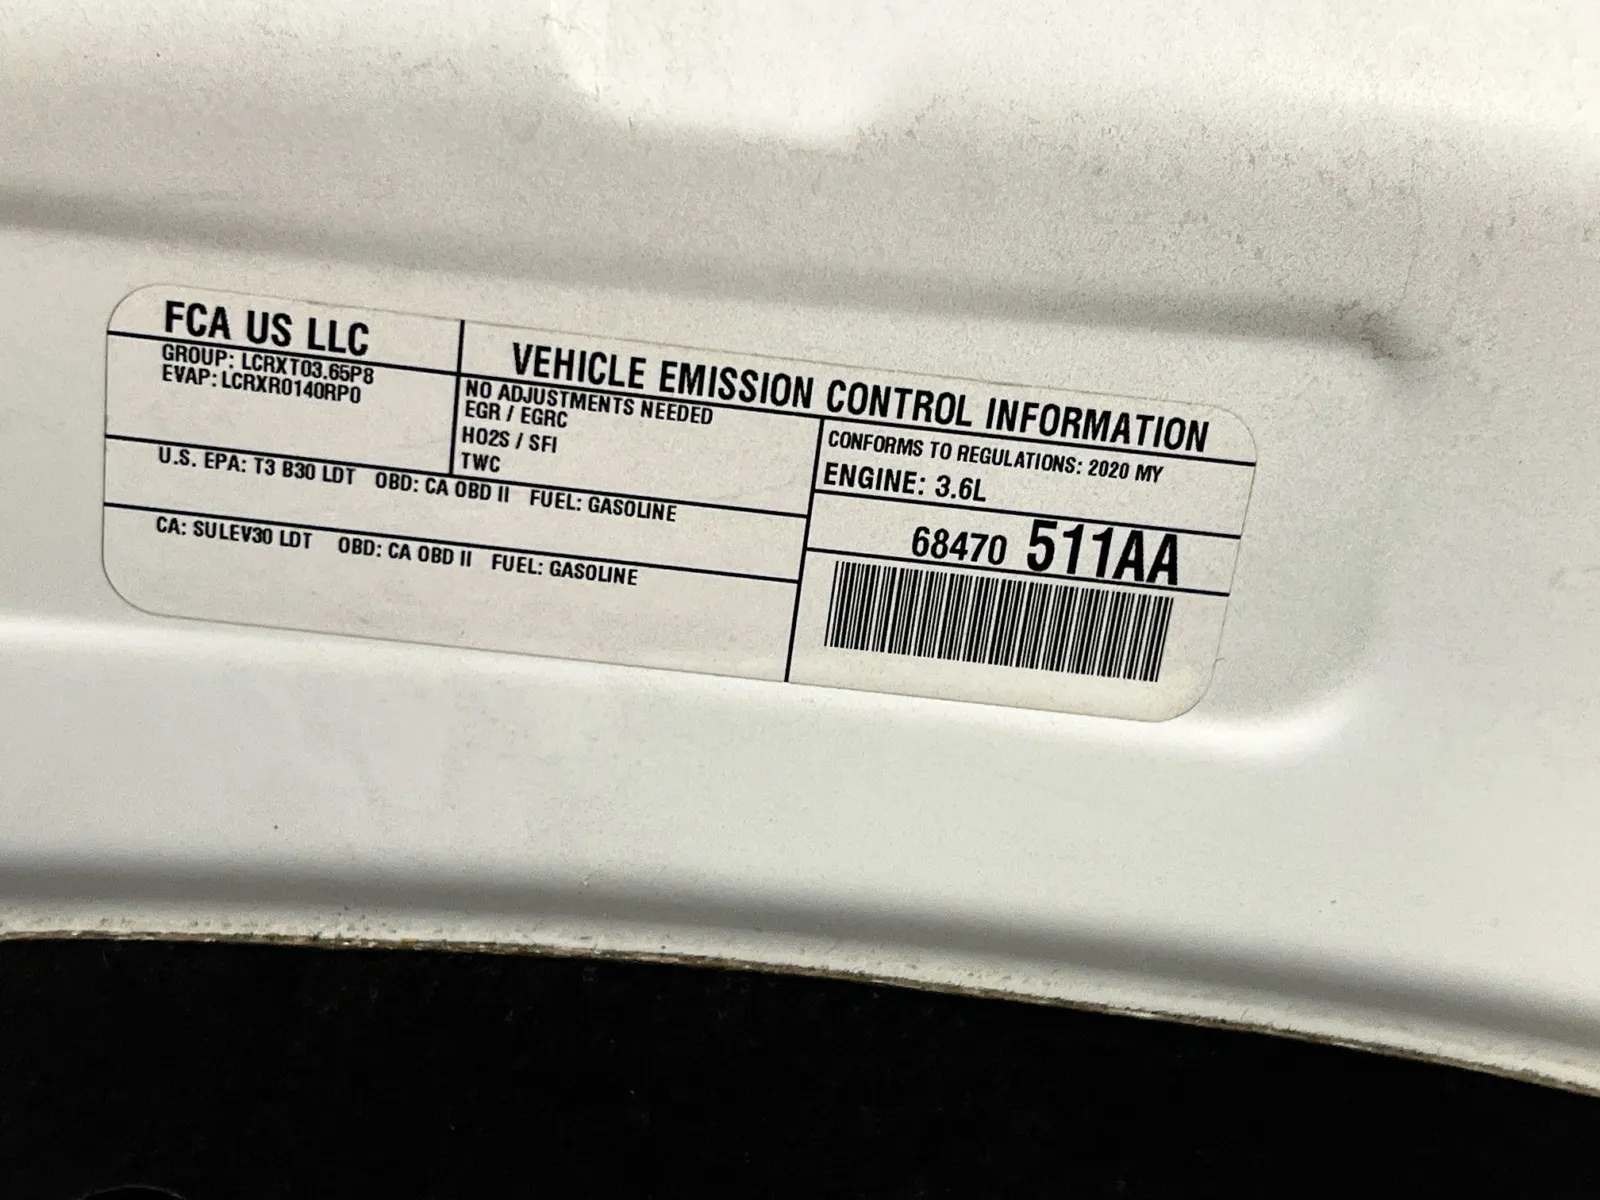 FCA US LLC
GROUP: LCRXT03.65P8
EVAP: LCRXR0140RP0
VEHICLE EMISSION CONTROL INFORMATION
NO ADJUSTMENTS NEEDED
EGR / EGRC
HO2S / SFI
TWC
CONFORMS TO REGULATIONS: 2020 MY
ENGINE: 3.6L
U.S. EPA: T3 B30 LDT OBD: CA OBD II FUEL: GASOLINE
CA: SULEV30 LDT OBD: CA OBD II FUEL: GASOLINE
68470 511AA